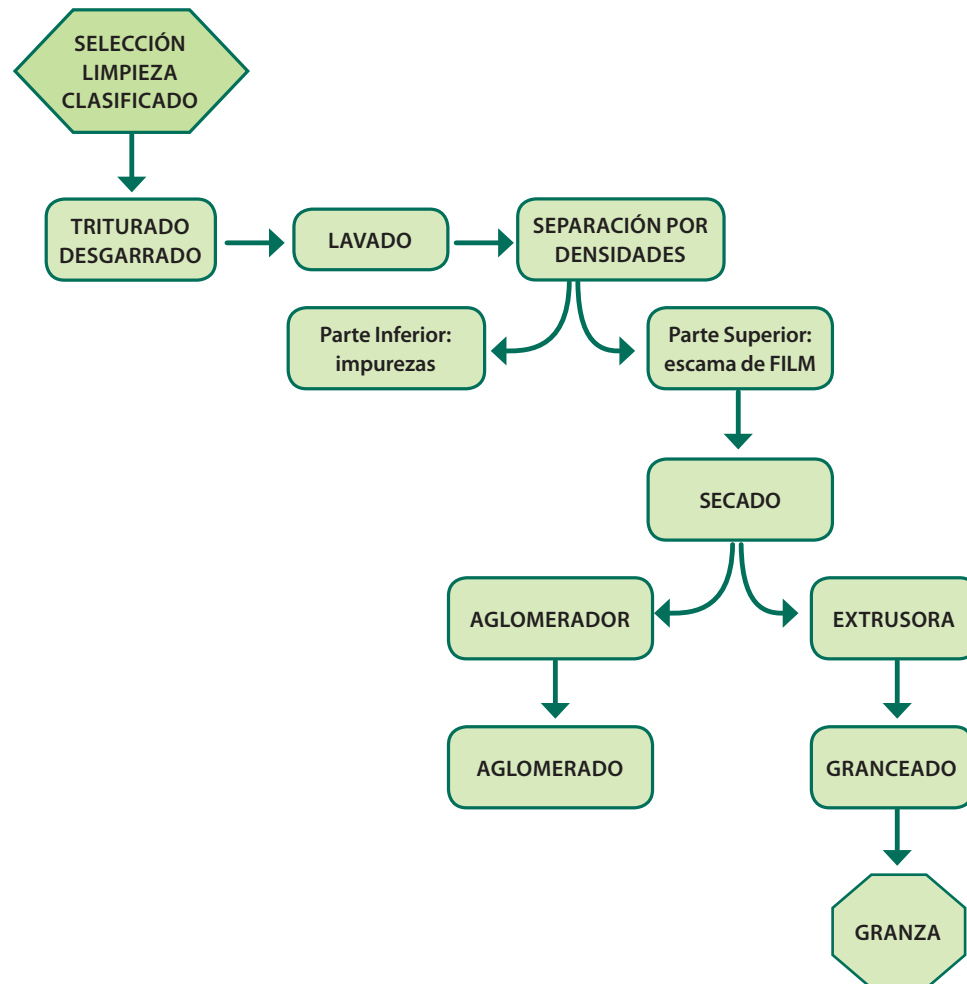 SELECCIÓN
LIMPIEZA
CLASIFICADO
TRITURADO
DESGARRADO
LAVADO
SEPARACIÓN POR
DENSIDADES
Parte Inferior:
impurezas
Parte Superior:
escama de FILM
SECADO
AGLOMERADOR
EXTRUSORA
AGLOMERADO
GRANCEADO
GRANZA